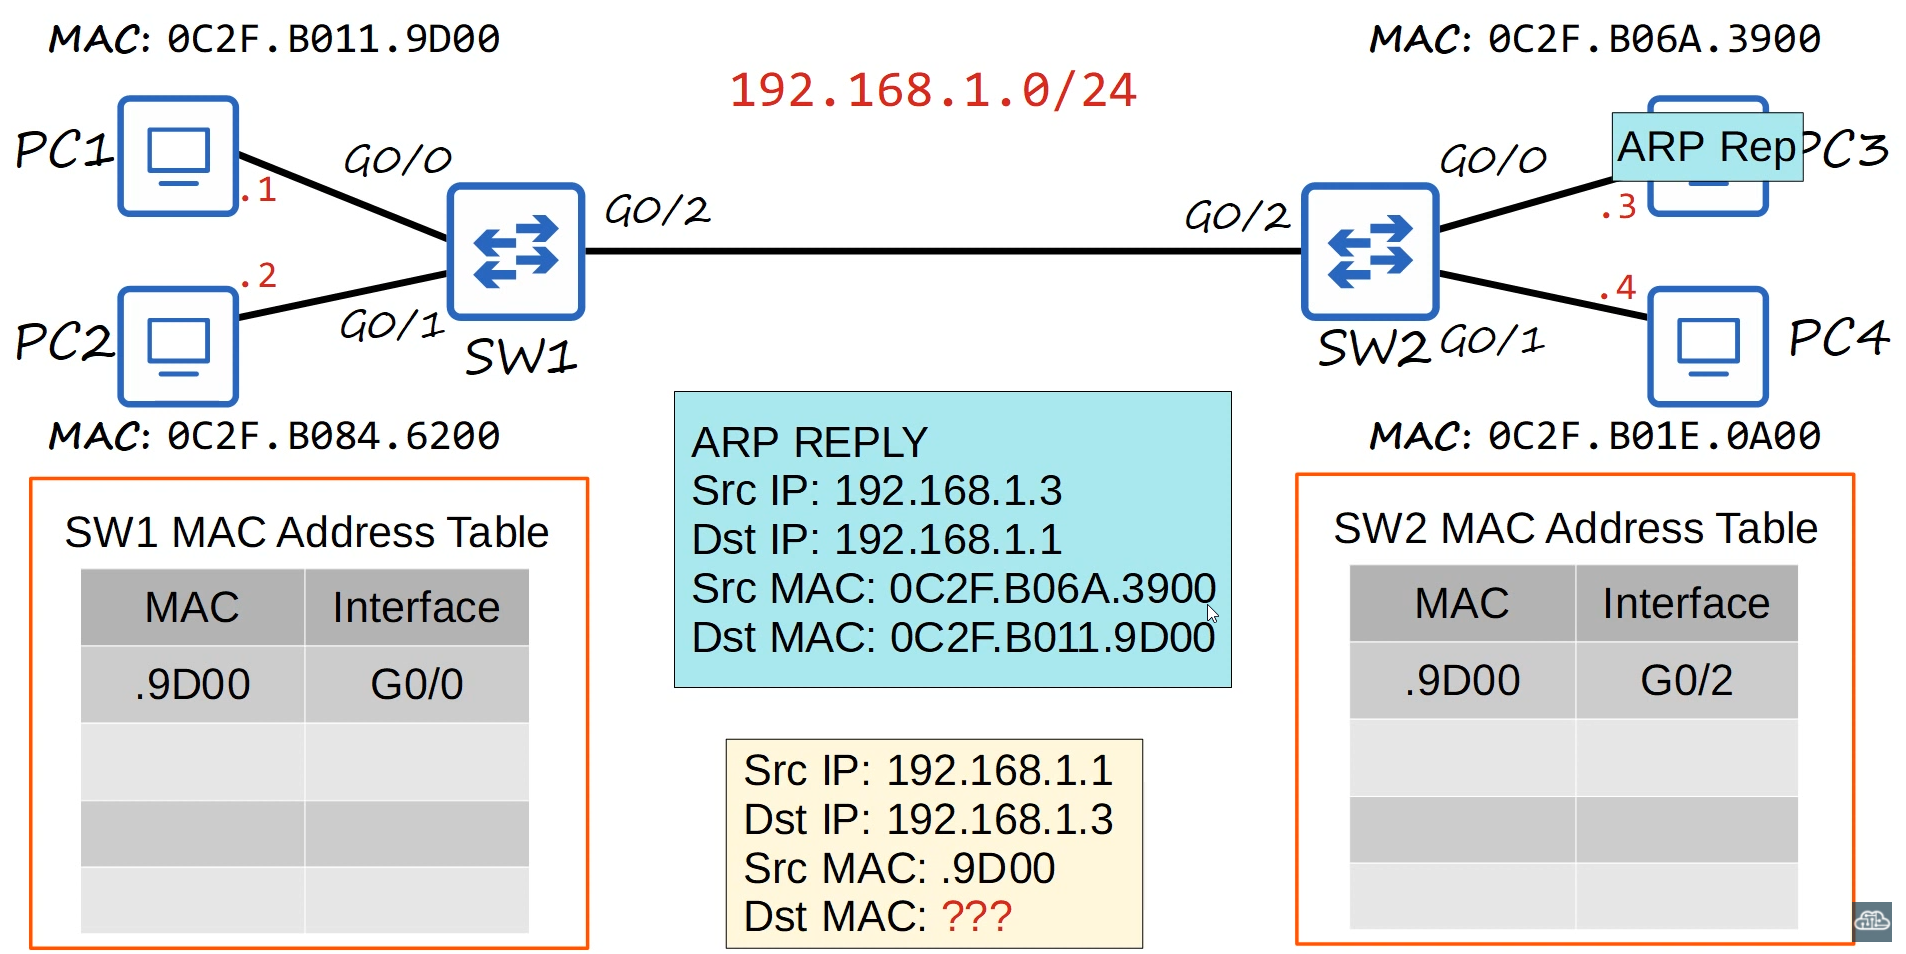 MAC: 0C2F.B011.9D00
MAC: 0C2F.B06A.3900
192.168.1.0/24
PC1
G0/0
.1
G0/2
G0/2
G0/0
ARP Rep
PC3
.3
PC2
.2
G0/1
SW1
SW2
G0/1
.4
PC4
MAC: 0C2F.B084.6200
MAC: 0C2F.B01E.0A00
ARP REPLY
Src IP: 192.168.1.3
Dst IP: 192.168.1.1
Src MAC: 0C2F.B06A.3900
Dst MAC: 0C2F.B011.9D00
SW1 MAC Address Table
MAC Interface
.9D00 G0/0
SW2 MAC Address Table
MAC Interface
.9D00 G0/2
Src IP: 192.168.1.1
Dst IP: 192.168.1.3
Src MAC: .9D00
Dst MAC: ???